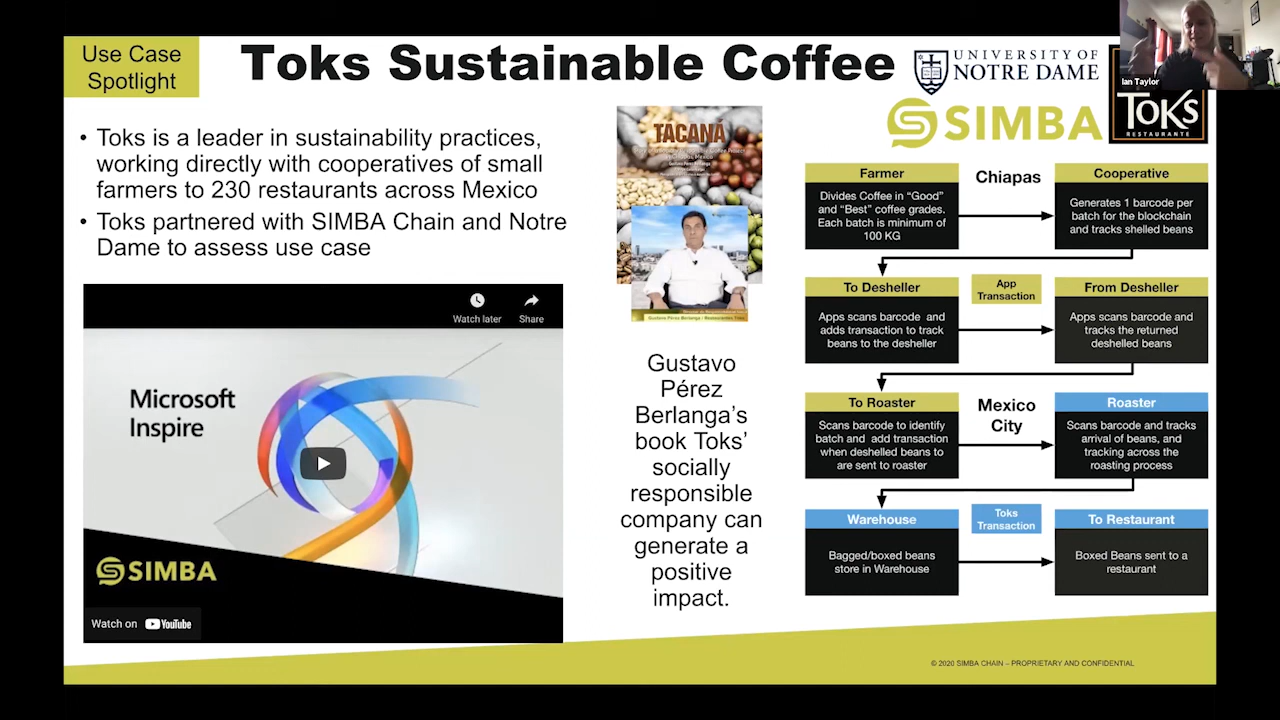 Use Case
Spotlight
Toks Sustainable Coffee
UNIVERSITY OF
NOTRE DAME
SIMBA
Ian Taylor
TOKS
RESTAURANTE
• Toks is a leader in sustainability practices,
working directly with cooperatives of small
farmers to 230 restaurants across Mexico
• Toks partnered with SIMBA Chain and Notre
Dame to assess use case
Watch later
Share
Microsoft
Inspire
SIMBA
Watch on YouTube
TACANÁ
Gustavo Pérez Berlanga
Gustavo
Pérez
Berlanga’s
book Toks’
socially
responsible
company can
generate a
positive
impact.
Farmer
Divides Coffee in “Good”
and “Best” coffee grades.
Each batch is minimum of
100 KG
Chiapas
Cooperative
Generates 1 barcode per
batch for the blockchain
and tracks shelled beans
To Desheller
Apps scans barcode and
adds transaction to track
beans to the desheller
App
Transaction
From Desheller
Apps scans barcode and
tracks the returned
deshelled beans
To Roaster
Scans barcode to identify
batch and add transaction
when deshelled beans to
are sent to roaster
Mexico
City
Roaster
Scans barcode and tracks
arrival of beans, and
tracking across the
roasting process
Warehouse
Bagged/boxed beans
store in Warehouse
Toks
Transaction
To Restaurant
Boxed Beans sent to a
restaurant
© 2020 SIMBA CHAIN – PROPRIETARY AND CONFIDENTIAL